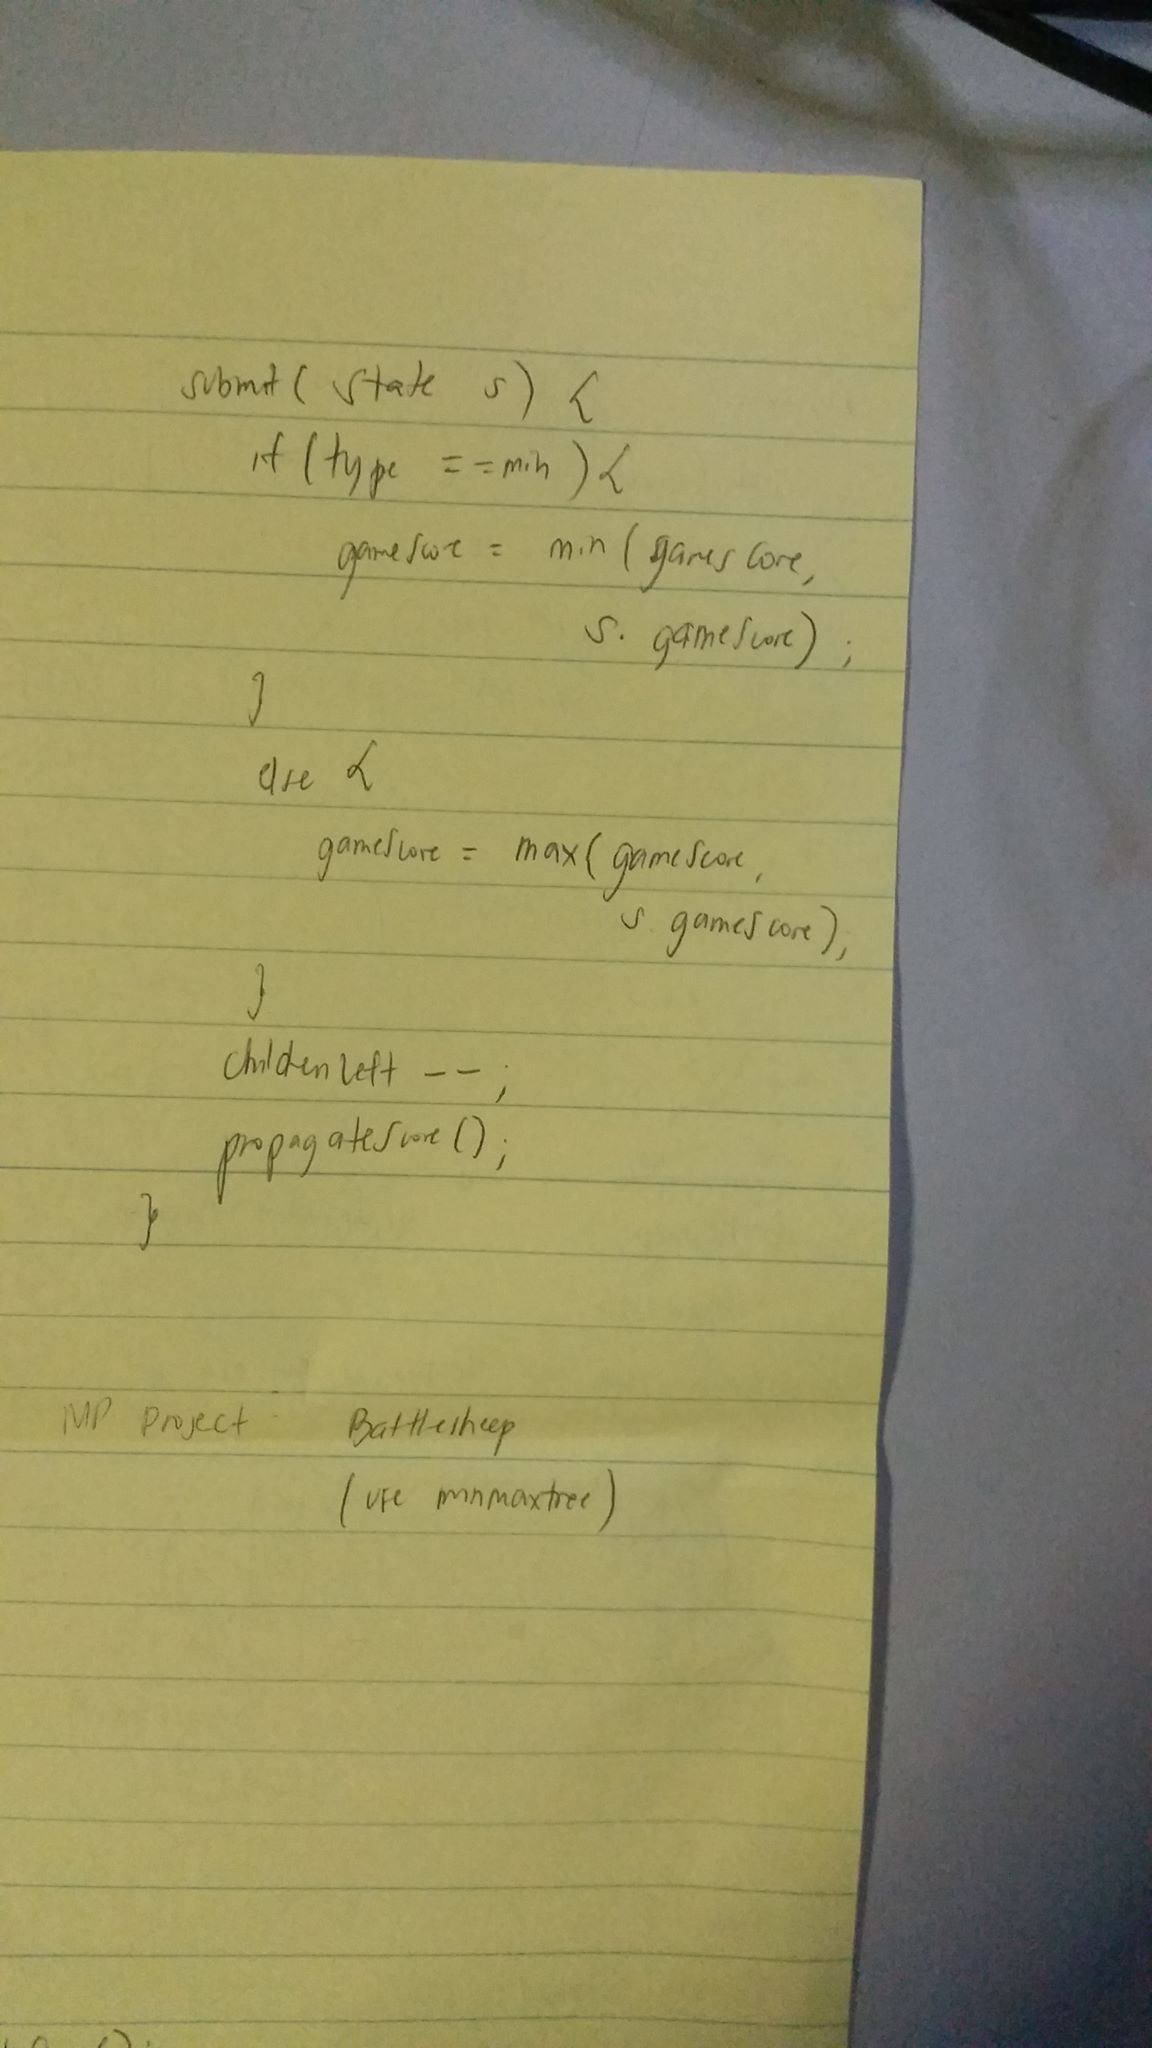 submit( state s) {
if (type == min) {
gamescore = min (gamescore,
s. gamescore) ;
}
else {
gamescore = max( gamescore,
s. gamescore);
}
childrenleft --;
propagatescore();
}
MP Project Battlesheep
(use minmaxtree)